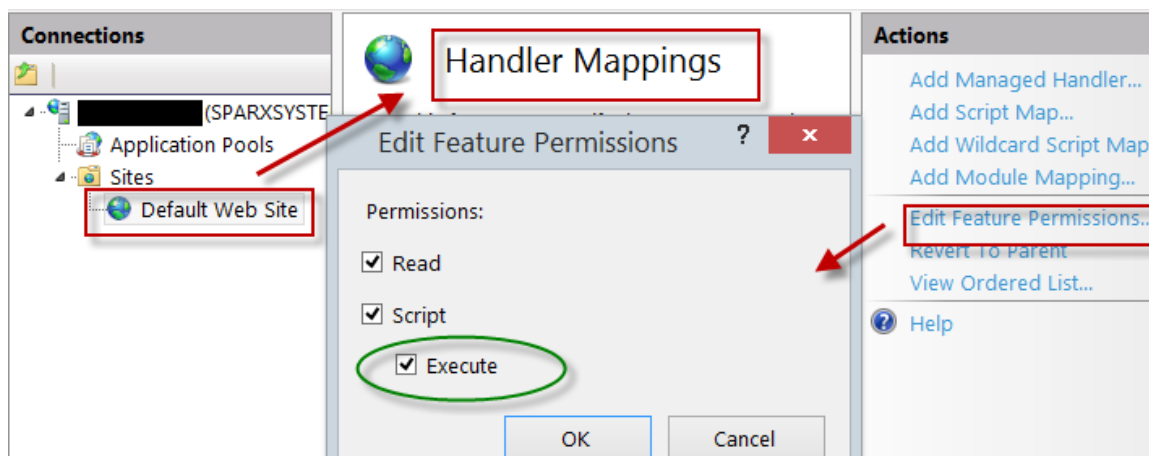 Connections
(SPARXSYSTE
Application Pools
Sites
Default Web Site
Handler Mappings
Edit Feature Permissions ? x
Permissions:
Read
Script
Execute
OK Cancel
Actions
Add Managed Handler...
Add Script Map...
Add Wildcard Script Map
Add Module Mapping...
Edit Feature Permissions..
Revert To Parent
View Ordered List...
Help